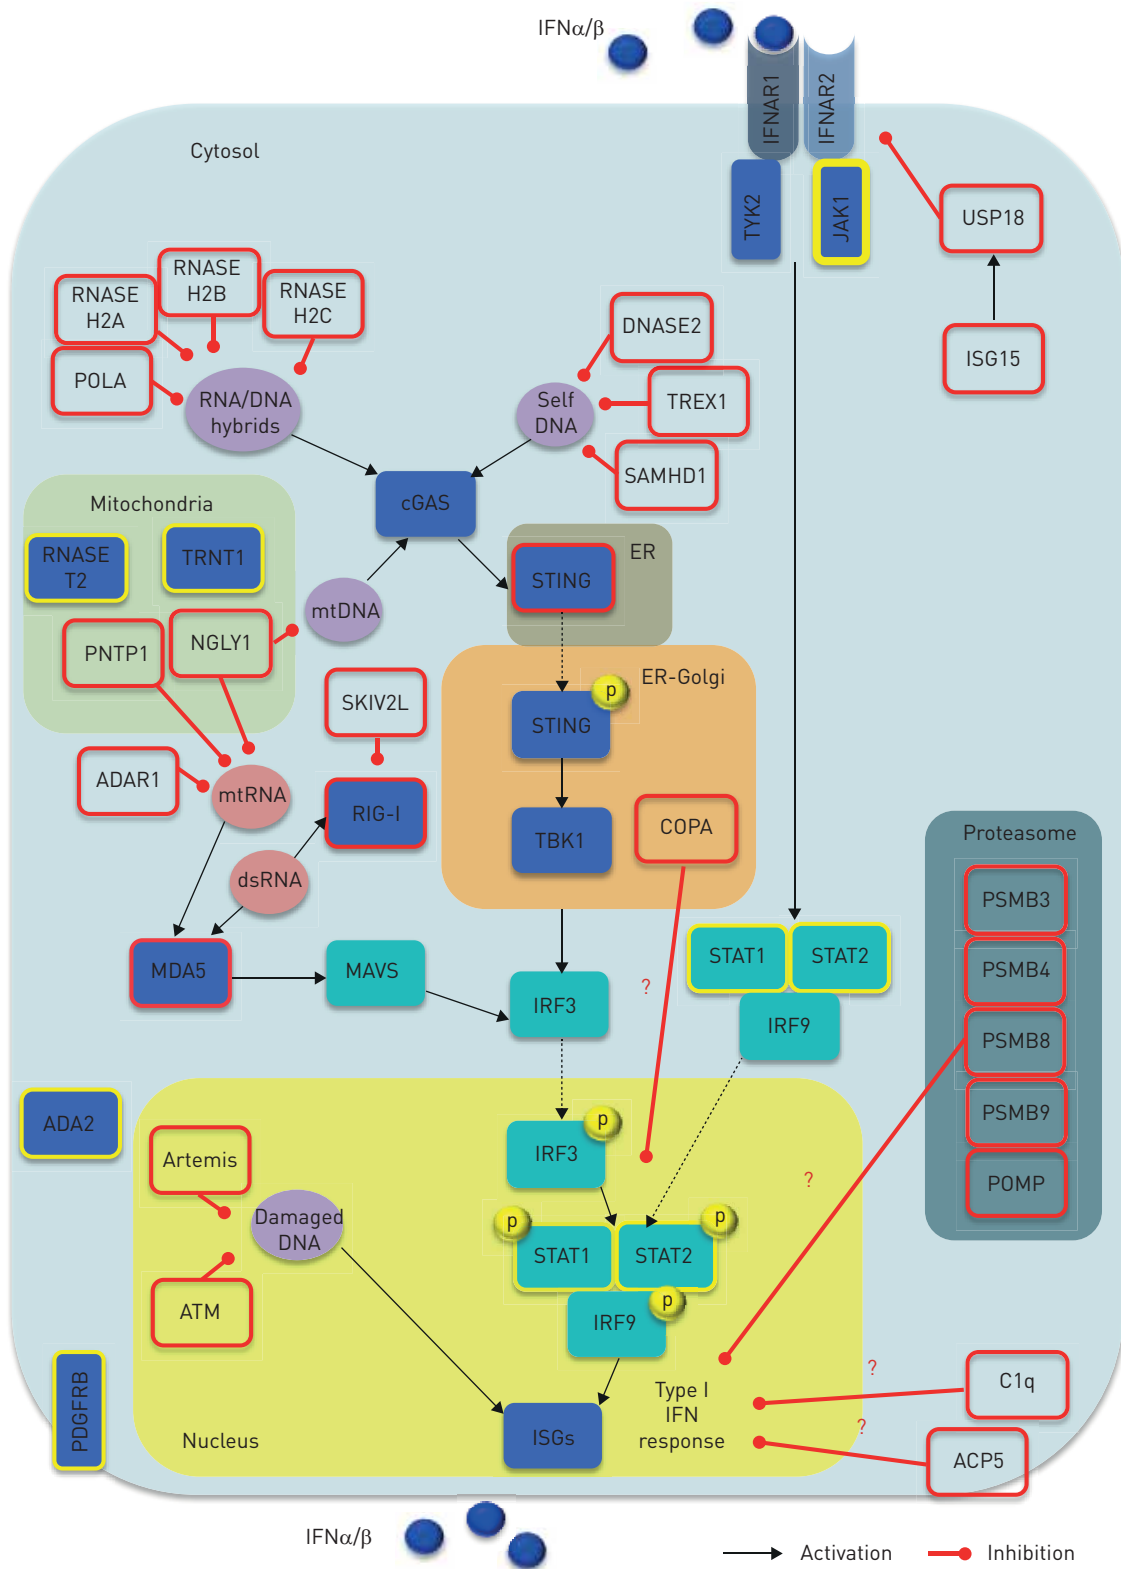 IFNα/β
IFNAR1
IFNAR2
Cytosol
TYK2
JAK1
USP18
ISG15
RNASE
H2A
RNASE
H2B
RNASE
H2C
POLA
RNA/DNA
hybrids
DNASE2
Self
DNA
TREX1
SAMHD1
cGAS
Mitochondria
RNASE
T2
TRNT1
ER
STING
mtDNA
NGLY1
PNTP1
ER-Golgi
p
STING
SKIV2L
ADAR1
mtRNA
RIG-I
TBK1
COPA
dsRNA
Proteasome
PSMB3
PSMB4
PSMB8
PSMB9
POMP
MDA5
MAVS
IRF3
?
STAT1
STAT2
IRF9
ADA2
Artemis
p
IRF3
?
Damaged
DNA
p
STAT1
STAT2
p
ATM
IRF9
p
PDGFRB
Nucleus
ISGs
Type I
IFN
response
?
C1q
?
ACP5
IFNα/β
Activation
Inhibition